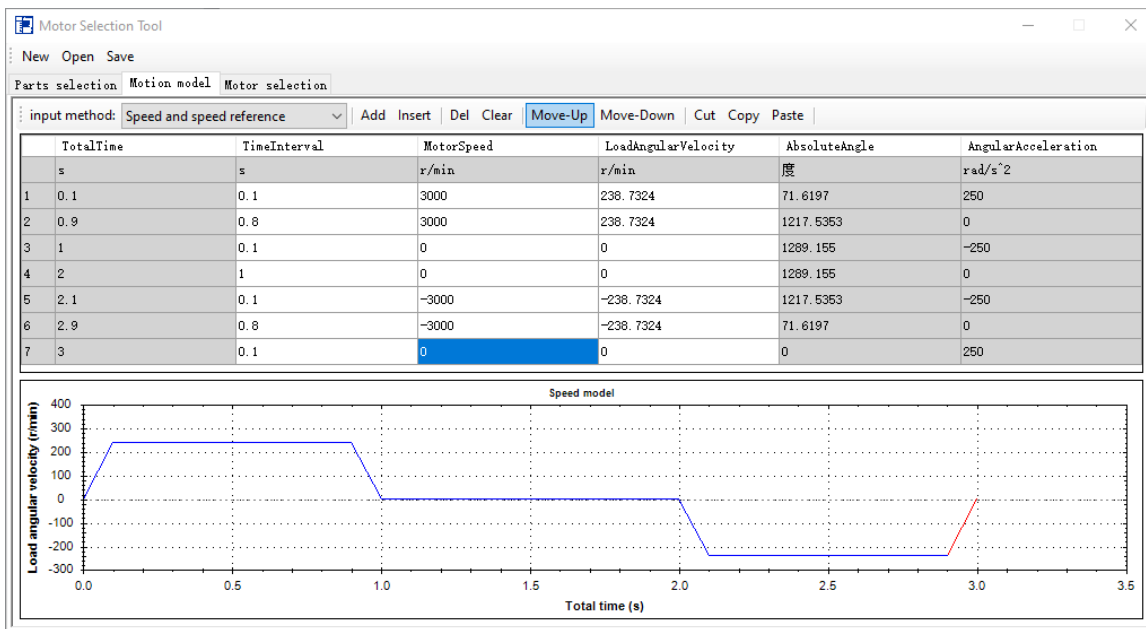 Motor Selection Tool
New Open Save
Parts selection Motion model Motor selection
input method: Speed and speed reference Add Insert Del Clear Move-Up Move-Down Cut Copy Paste
TotalTime TimeInterval MotorSpeed LoadAngularVelocity AbsoluteAngle AngularAcceleration
s s r/min r/min 度 rad/s^2
1 0.1 0.1 3000 238.7324 71.6197 250
2 0.9 0.8 3000 238.7324 1217.5353 0
3 1 0.1 0 0 1289.155 -250
4 2 1 0 0 1289.155 0
5 2.1 0.1 -3000 -238.7324 1217.5353 -250
6 2.9 0.8 -3000 -238.7324 71.6197 0
7 3 0.1 0 0 0 250
Speed model
Load angular velocity (r/min)
400
300
200
100
0
-100
-200
-300
0.0 0.5 1.0 1.5 2.0 2.5 3.0 3.5
Total time (s)